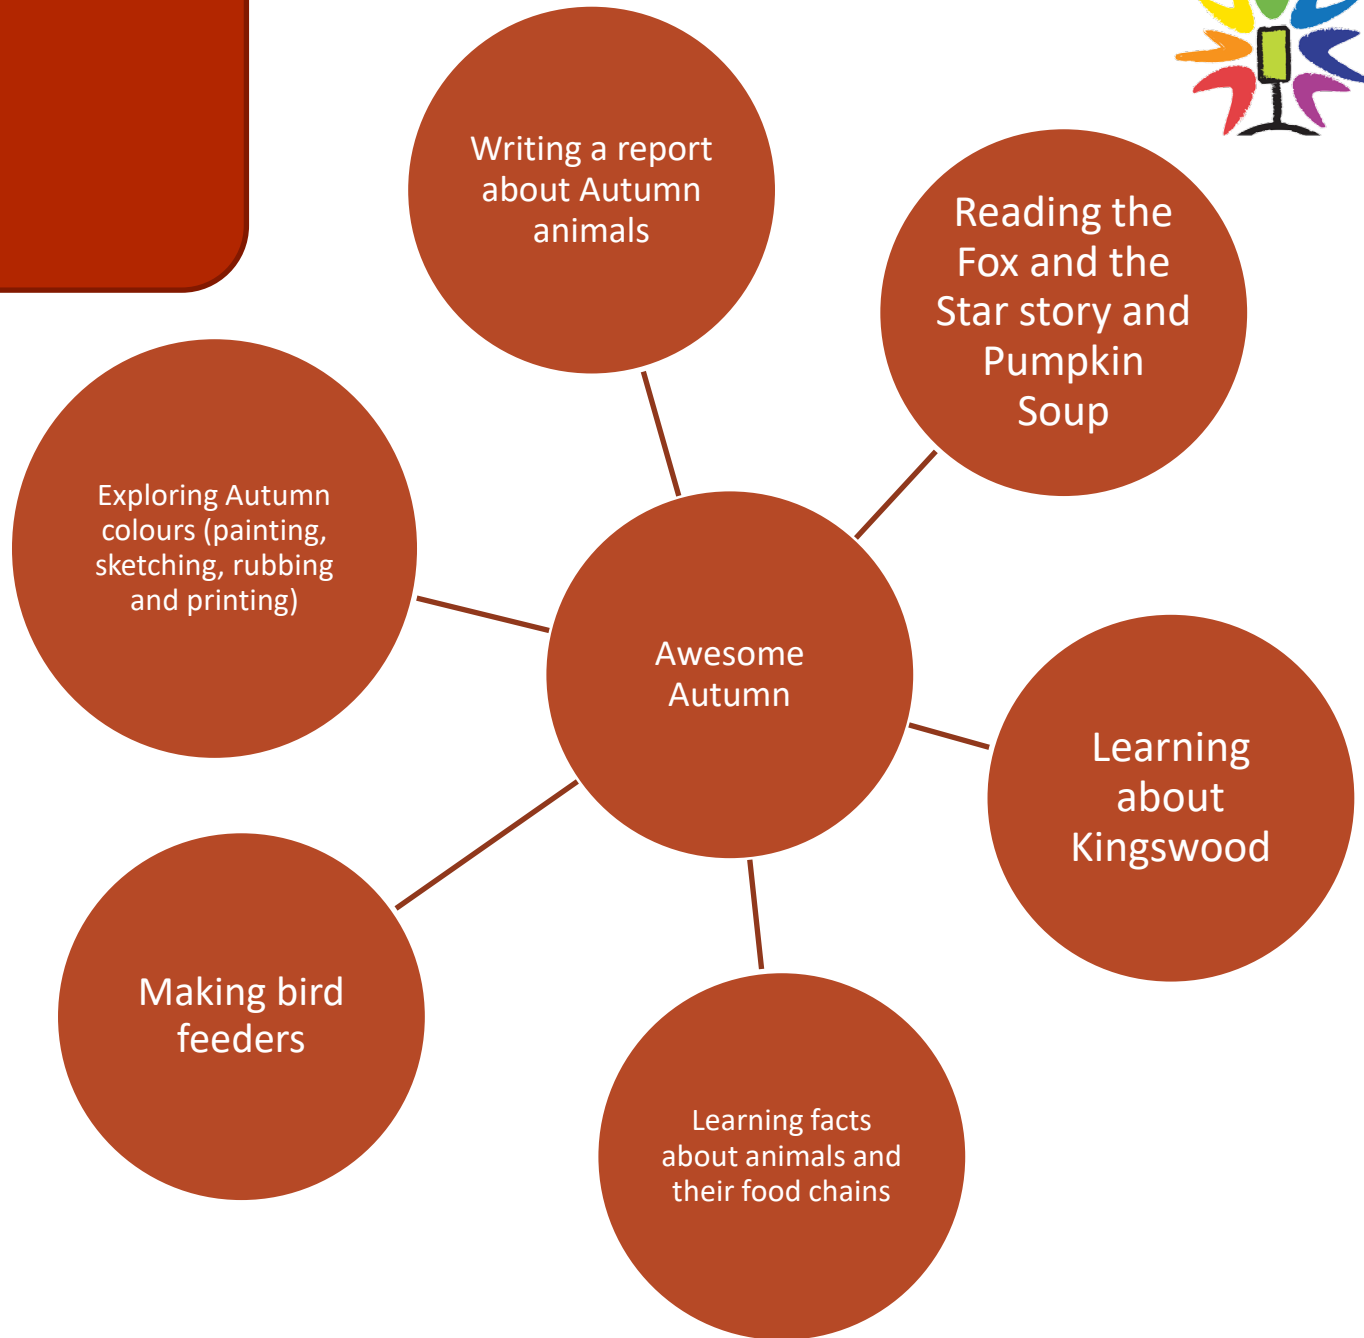 Writing a report
about Autumn
animals
Reading the
Fox and the
Star story and
Pumpkin
Soup
Exploring Autumn
colours (painting,
sketching, rubbing
and printing)
Awesome
Autumn
Learning
about
Kingswood
Making bird
feeders
Learning facts
about animals and
their food chains